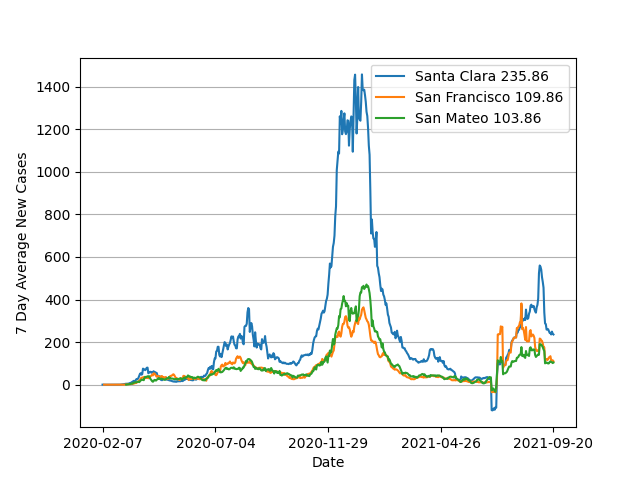 Santa Clara 235.86
San Francisco 109.86
San Mateo 103.86
7 Day Average New Cases
1400
1200
1000
800
600
400
200
0
2020-02-07 2020-07-04 2020-11-29 2021-04-26 2021-09-20
Date